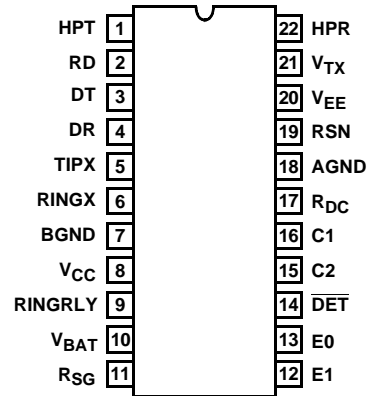 HPT 1 22 HPR
RD 2 21 VTX
DT 3 20 VEE
DR 4 19 RSN
TIPX 5 18 AGND
RINGX 6 17 RDC
BGND 7 16 C1
VCC 8 15 C2
RINGRLY 9 14 DET
VBAT 10 13 E0
RSG 11 12 E1